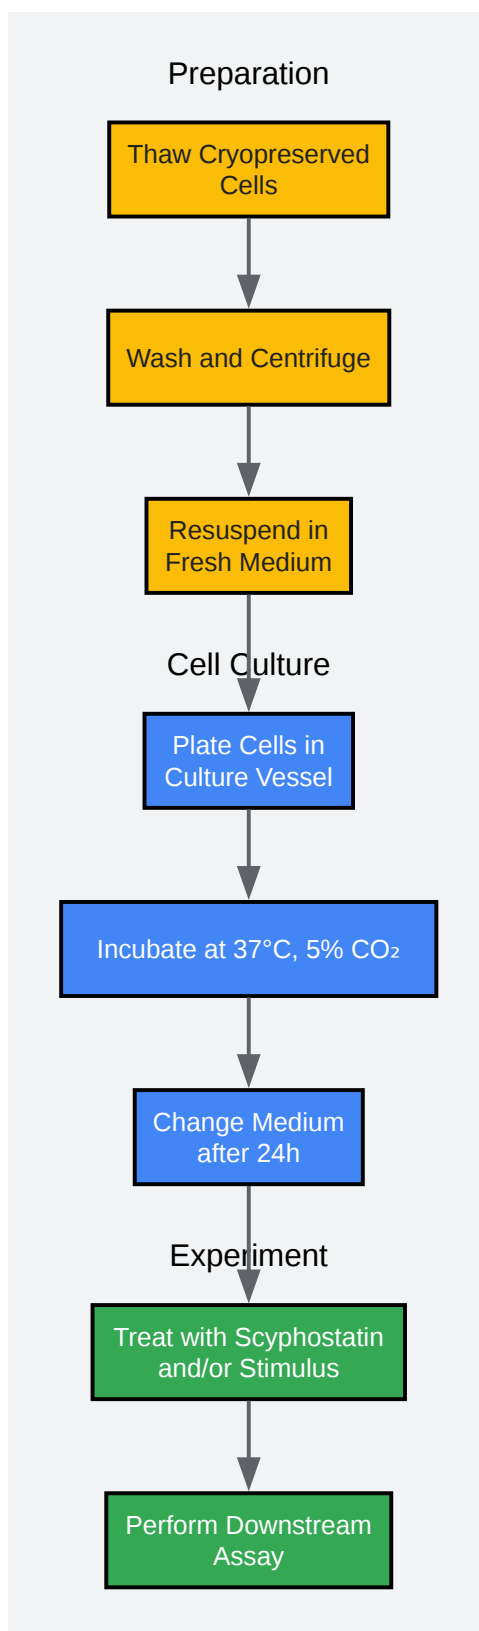 Preparation
Thaw Cryopreserved
Cells
Wash and Centrifuge
Resuspend in
Fresh Medium
Cell Culture
Plate Cells in
Culture Vessel
Incubate at 37°C, 5% CO₂
Change Medium
after 24h
Experiment
Treat with Scyphostatin
and/or Stimulus
Perform Downstream
Assay